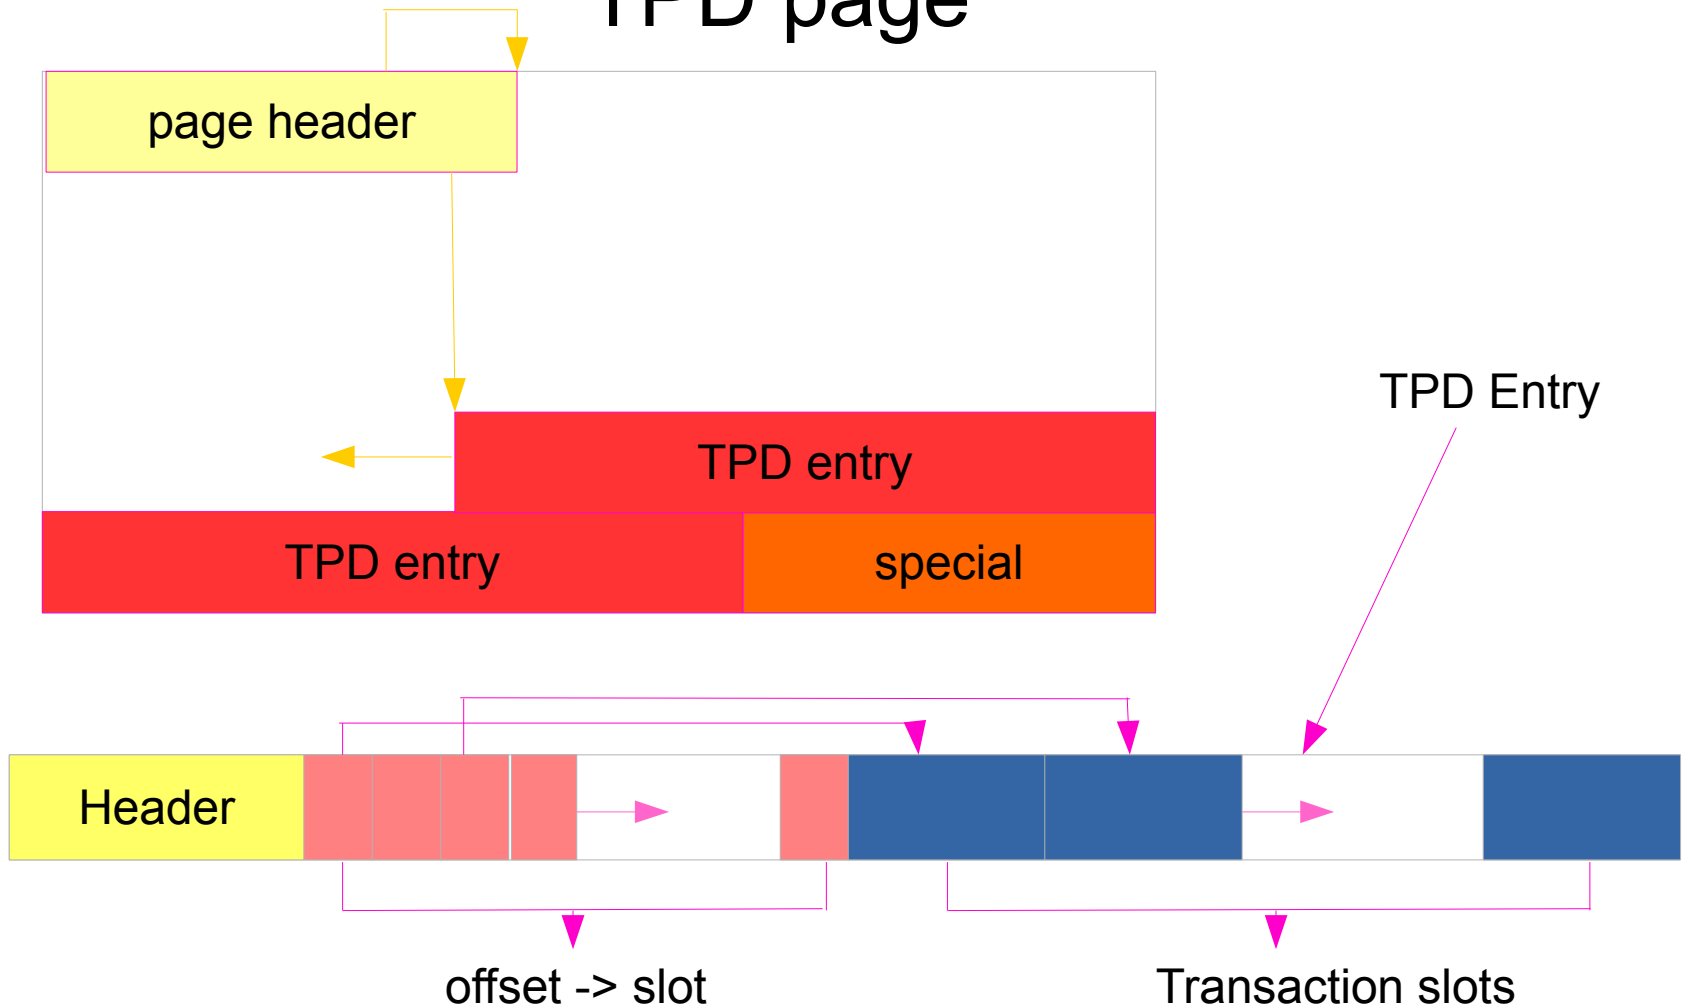 TPD page
page header
TPD Entry
TPD entry
TPD entry
special
Header
offset -> slot
Transaction slots